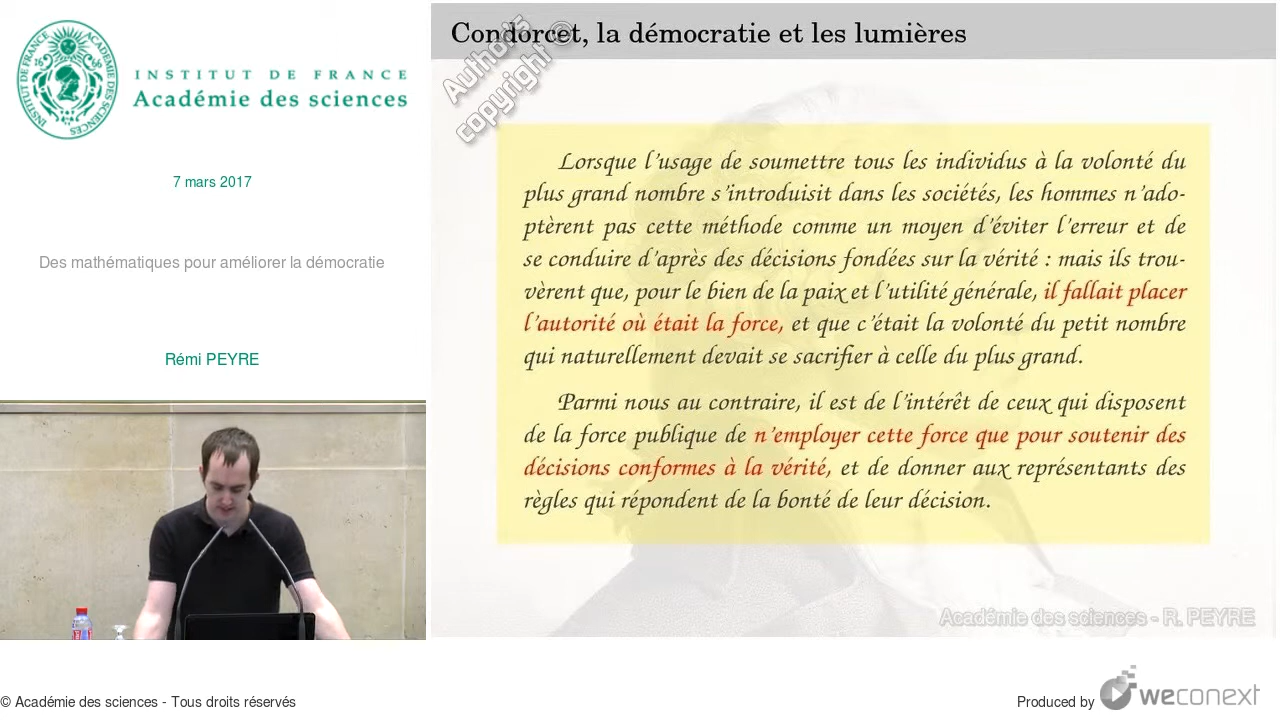 INSTITUT DE FRANCE
Académie des sciences
7 mars 2017
Des mathématiques pour améliorer la démocratie
Rémi PEYRE
Condorcet, la démocratie et les lumières
Author's
copyright ©
Lorsque l'usage de soumettre tous les individus à la volonté du
plus grand nombre s'introduisit dans les sociétés, les hommes n'ado-
ptèrent pas cette méthode comme un moyen d'éviter l'erreur et de
se conduire d'après des décisions fondées sur la vérité : mais ils trou-
vèrent que, pour le bien de la paix et l'utilité générale, il fallait placer
l'autorité où était la force, et que c'était la volonté du petit nombre
qui naturellement devait se sacrifier à celle du plus grand.
Parmi nous au contraire, il est de l'intérêt de ceux qui disposent
de la force publique de n'employer cette force que pour soutenir des
décisions conformes à la vérité, et de donner aux représentants des
règles qui répondent de la bonté de leur décision.
Académie des sciences - R. PEYRE
© Académie des sciences - Tous droits réservés
Produced by weconext